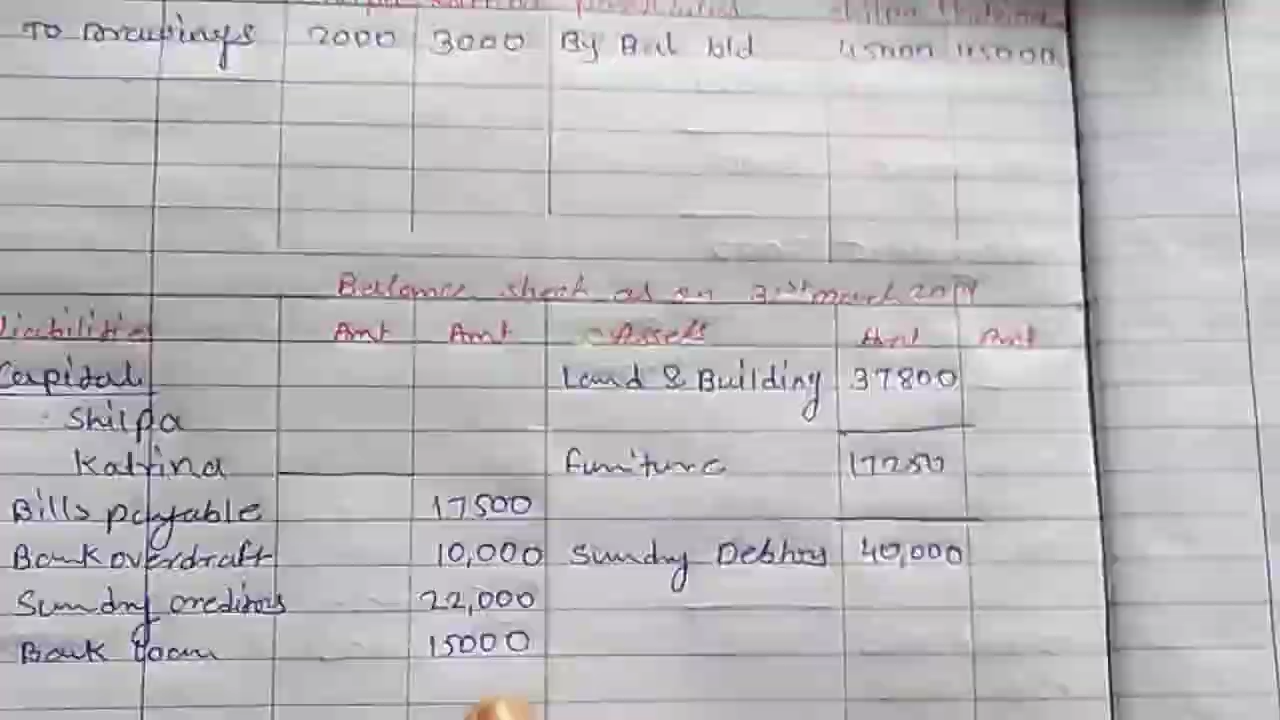 To Drawings 2000 3000 By Bal b/d 45000 45000
Balance sheet as on 31st march 2019
Liabilities Amt Amt Assets Amt Amt
Capital Land & Building 37800
Shilpa
Katrina Furniture 17250
Bills payable 17500
Bank overdraft 10,000 Sundry Debtors 40,000
Sundry creditors 22,000
Bank loan 15000